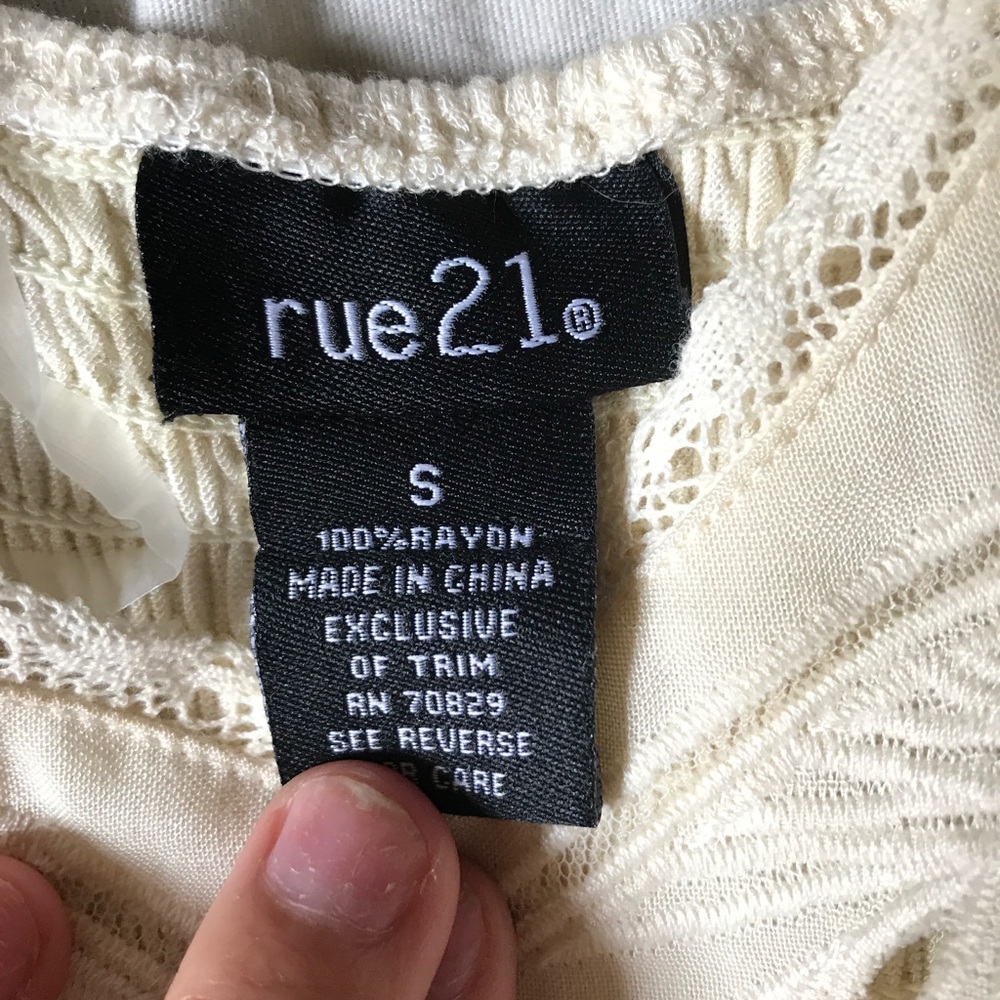 rue21®
S
100%RAYON
MADE IN CHINA
EXCLUSIVE
OF TRIM
RN 70829
SEE REVERSE
CARE